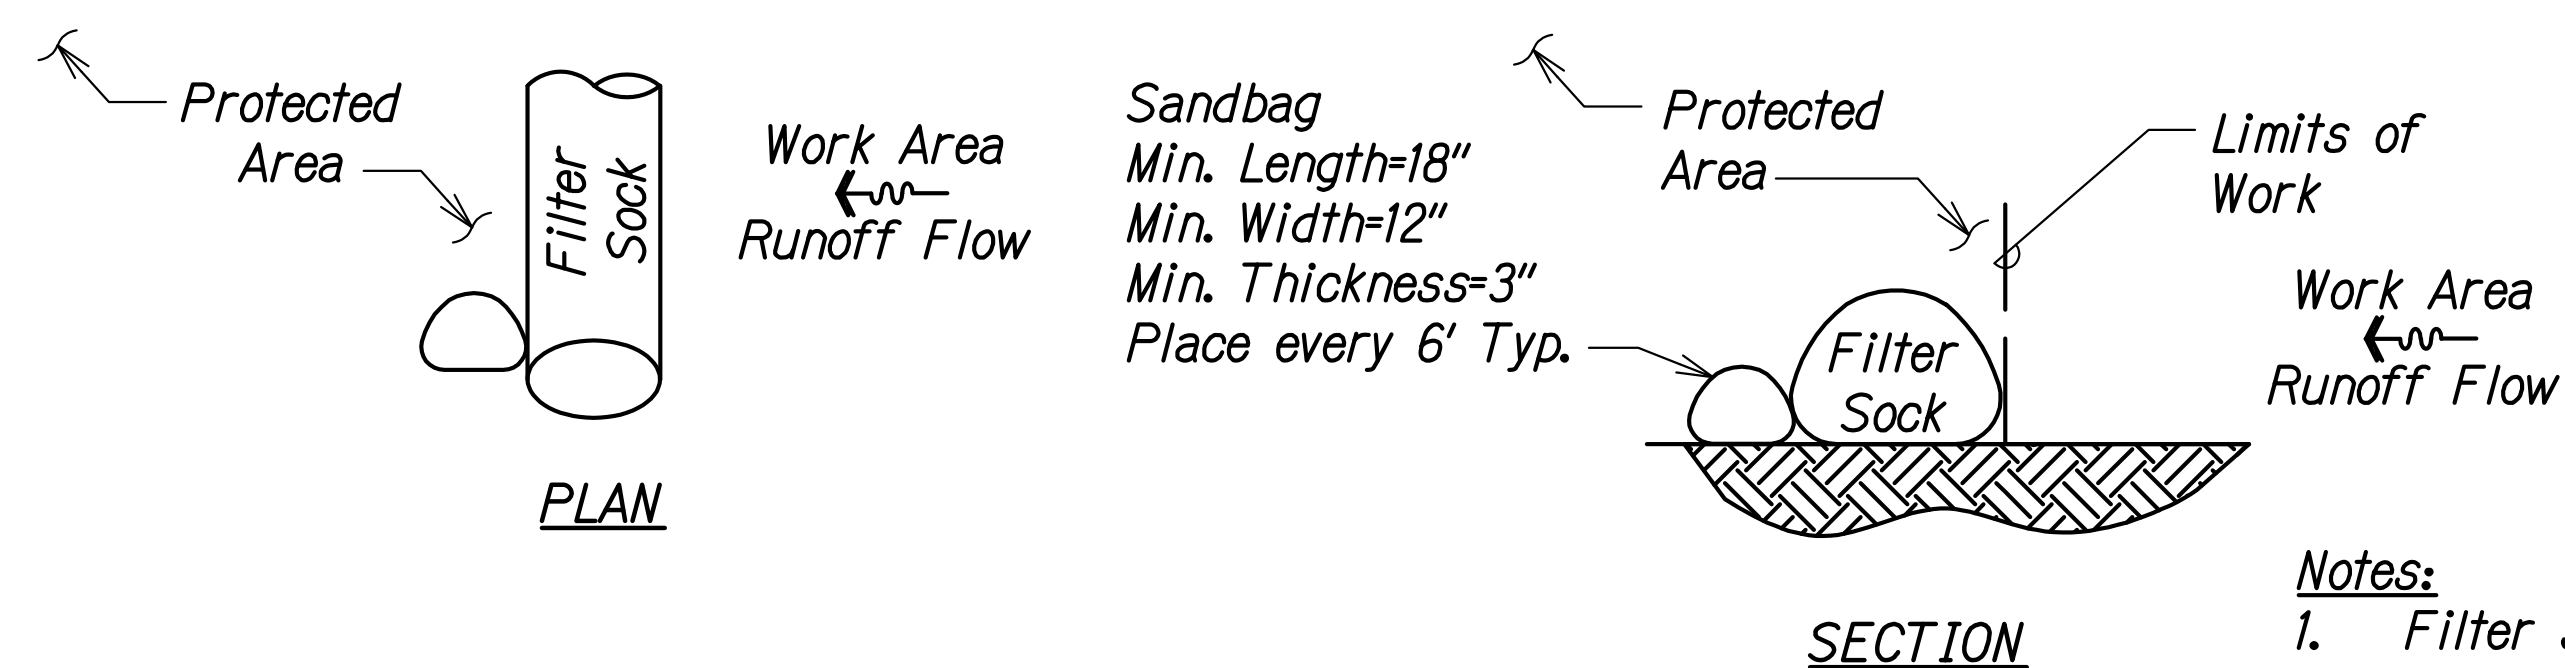 Protected
Area
Filter
Sock
Work Area
Runoff Flow
PLAN
Sandbag
Min. Length=18"
Min. Width=12"
Min. Thickness=3"
Place every 6' Typ.
Protected
Area
Limits of
Work
Filter
Sock
Work Area
Runoff Flow
SECTION
Notes:
1. Filter